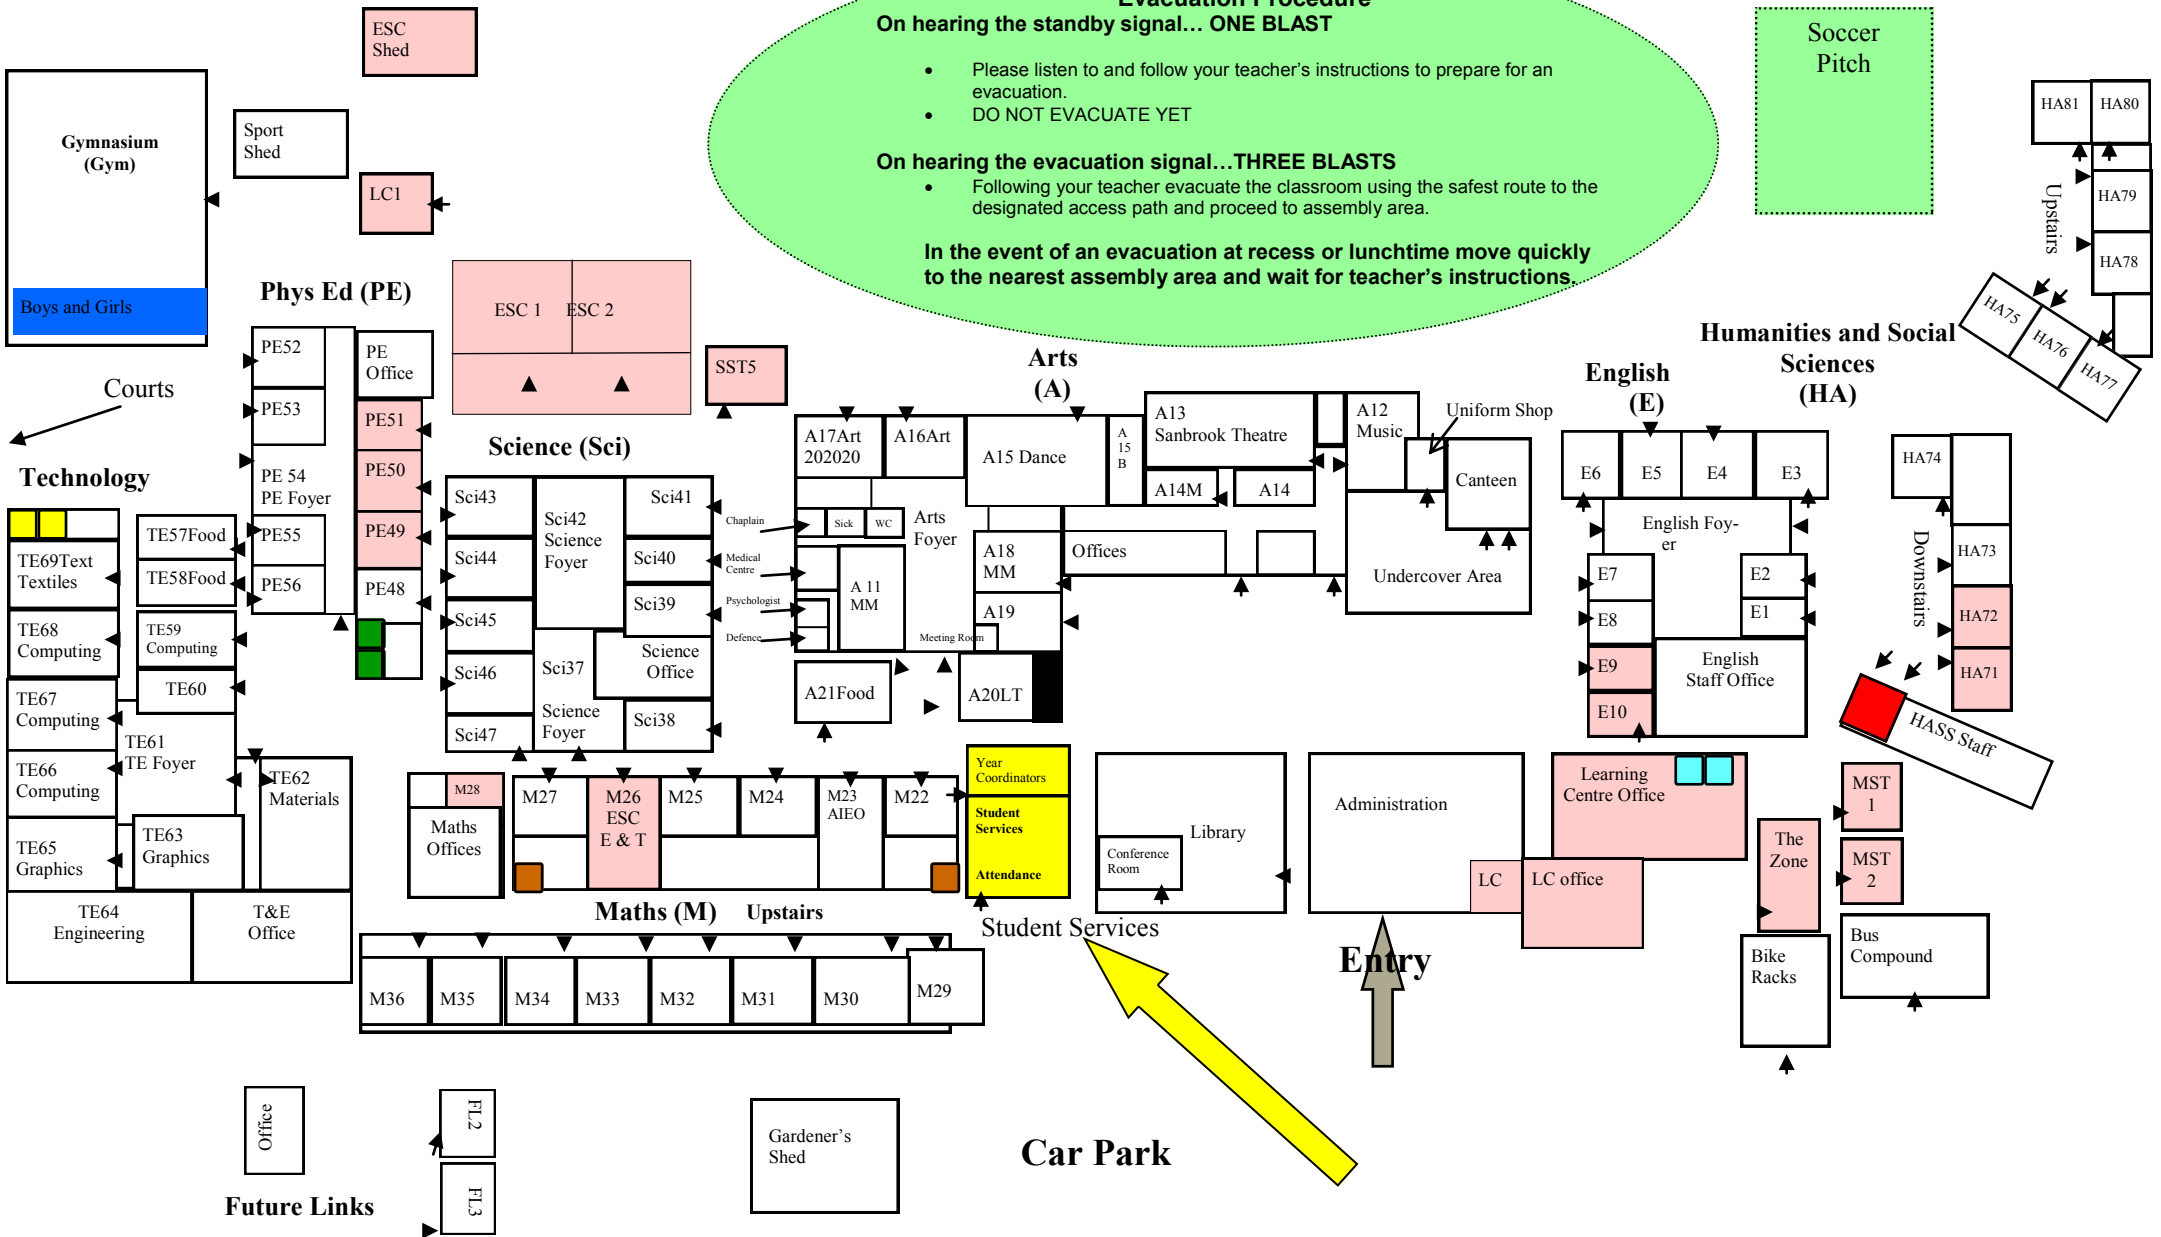 Evacuation Procedure
On hearing the standby signal… ONE BLAST
• Please listen to and follow your teacher’s instructions to prepare for an
evacuation.
• DO NOT EVACUATE YET
On hearing the evacuation signal…THREE BLASTS
• Following your teacher evacuate the classroom using the safest route to the
designated access path and proceed to assembly area.
In the event of an evacuation at recess or lunchtime move quickly
to the nearest assembly area and wait for teacher’s instructions.
ESC
Shed
Gymnasium
(Gym)
Sport
Shed
LC1
Boys and Girls
Courts
Phys Ed (PE)
PE52
PE53
PE 54
PE Foyer
PE55
PE56
PE
Office
PE51
PE50
PE49
PE48
ESC 1
ESC 2
SST5
Technology
TE69Text
Textiles
TE68
Computing
TE67
Computing
TE66
Computing
TE65
Graphics
TE64
Engineering
TE57Food
TE58Food
TE59
Computing
TE60
TE61
TE Foyer
TE62
Materials
TE63
Graphics
T&E
Office
Science (Sci)
Sci43
Sci44
Sci45
Sci46
Sci47
Sci42
Science
Foyer
Sci41
Sci40
Sci39
Science
Office
Sci37
Science
Foyer
Sci38
Arts
(A)
A17Art
202020
A16Art
A15 Dance
A
15
B
A13
Sanbrook Theatre
A14M
A14
A12
Music
Uniform Shop
Canteen
Undercover Area
Offices
Chaplain
Sick
WC
Arts
Foyer
Medical
Centre
Psychologist
Defence
A 11
MM
A18
MM
A19
Meeting Room
A21Food
A20LT
English
(E)
E6
E5
E4
E3
English Foy-
er
E7
E8
E9
E10
E2
E1
English
Staff Office
Soccer
Pitch
Humanities and Social
Sciences
(HA)
HA81
HA80
HA79
HA78
Upstairs
HA75
HA76
HA77
HA74
HA73
HA72
HA71
Downstairs
HASS Staff
M28
Maths
Offices
M27
M26
ESC
E & T
M25
M24
M23
AIEO
M22
Maths (M)
Upstairs
M36
M35
M34
M33
M32
M31
M30
M29
Year
Coordinators
Student
Services
Attendance
Student Services
Library
Conference
Room
Administration
Entry
Learning
Centre Office
LC
LC office
The
Zone
MST
1
MST
2
Bike
Racks
Bus
Compound
Office
FL2
FL3
Future Links
Gardener’s
Shed
Car Park